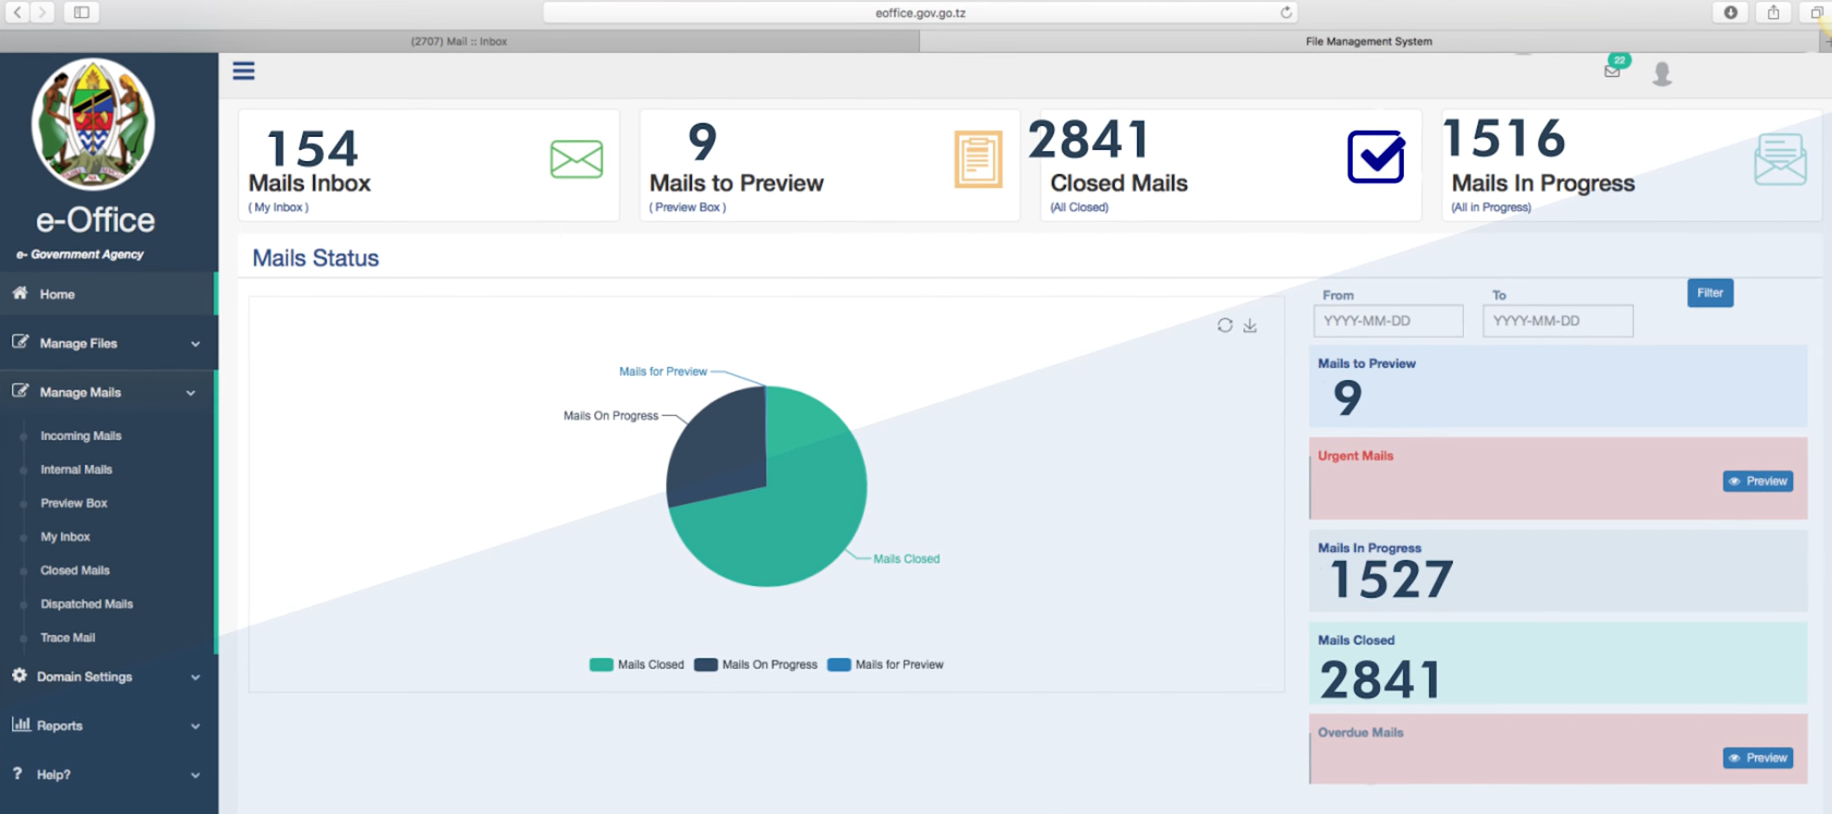 eoffice.gov.go.tz
(2707) Mail :: Inbox
File Management System
22
e-Office
e- Government Agency
Home
Manage Files
Manage Mails
Incoming Mails
Internal Mails
Preview Box
My Inbox
Closed Mails
Dispatched Mails
Trace Mail
Domain Settings
Reports
Help?
154
Mails Inbox
( My Inbox )
9
Mails to Preview
( Preview Box )
2841
Closed Mails
(All Closed)
1516
Mails In Progress
(All in Progress)
Mails Status
Mails for Preview
Mails On Progress
Mails Closed
Mails Closed Mails On Progress Mails for Preview
From To Filter
YYYY-MM-DD YYYY-MM-DD
Mails to Preview
9
Urgent Mails
Preview
Mails In Progress
1527
Mails Closed
2841
Overdue Mails
Preview